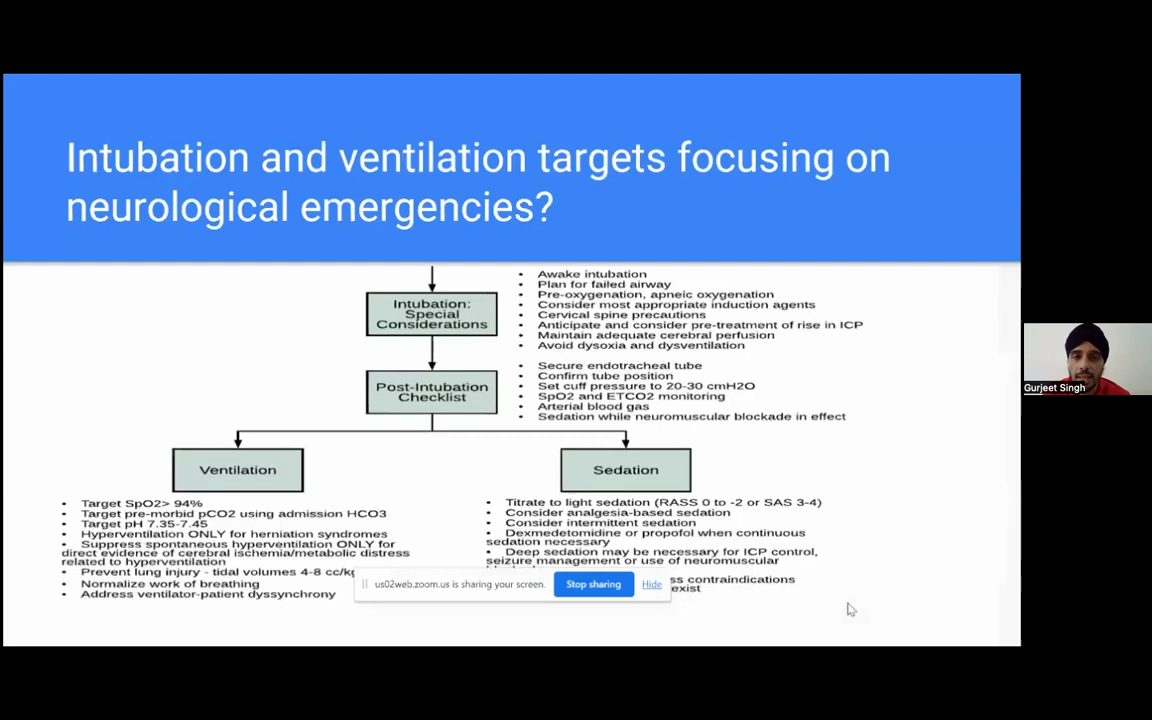 Intubation and ventilation targets focusing on
neurological emergencies?
Intubation:
Special
Considerations
• Awake intubation
• Plan for failed airway
• Pre-oxygenation, apneic oxygenation
• Consider most appropriate induction agents
• Cervical spine precautions
• Anticipate and consider pre-treatment of rise in ICP
• Maintain adequate cerebral perfusion
• Avoid dysoxia and dysventilation
Post-Intubation
Checklist
• Secure endotracheal tube
• Confirm tube position
• Set cuff pressure to 20-30 cmH2O
• SpO2 and ETCO2 monitoring
• Arterial blood gas
• Sedation while neuromuscular blockade in effect
Ventilation
• Target SpO2> 94%
• Target pre-morbid pCO2 using admission HCO3
• Target pH 7.35-7.45
• Hyperventilation ONLY for herniation syndromes
• Suppress spontaneous hyperventilation ONLY for
direct evidence of cerebral ischemia/metabolic distress
related to hyperventilation
• Prevent lung injury - tidal volumes 4-8 cc/kg
• Normalize work of breathing
• Address ventilator-patient dyssynchrony
Sedation
• Titrate to light sedation (RASS 0 to -2 or SAS 3-4)
• Consider analgesia-based sedation
• Consider intermittent sedation
• Dexmedetomidine or propofol when continuous
sedation necessary
• Deep sedation may be necessary for ICP control,
seizure management or use of neuromuscular
contraindications
exist
us02web.zoom.us is sharing your screen.
Stop sharing
Hide
Gurjeet Singh